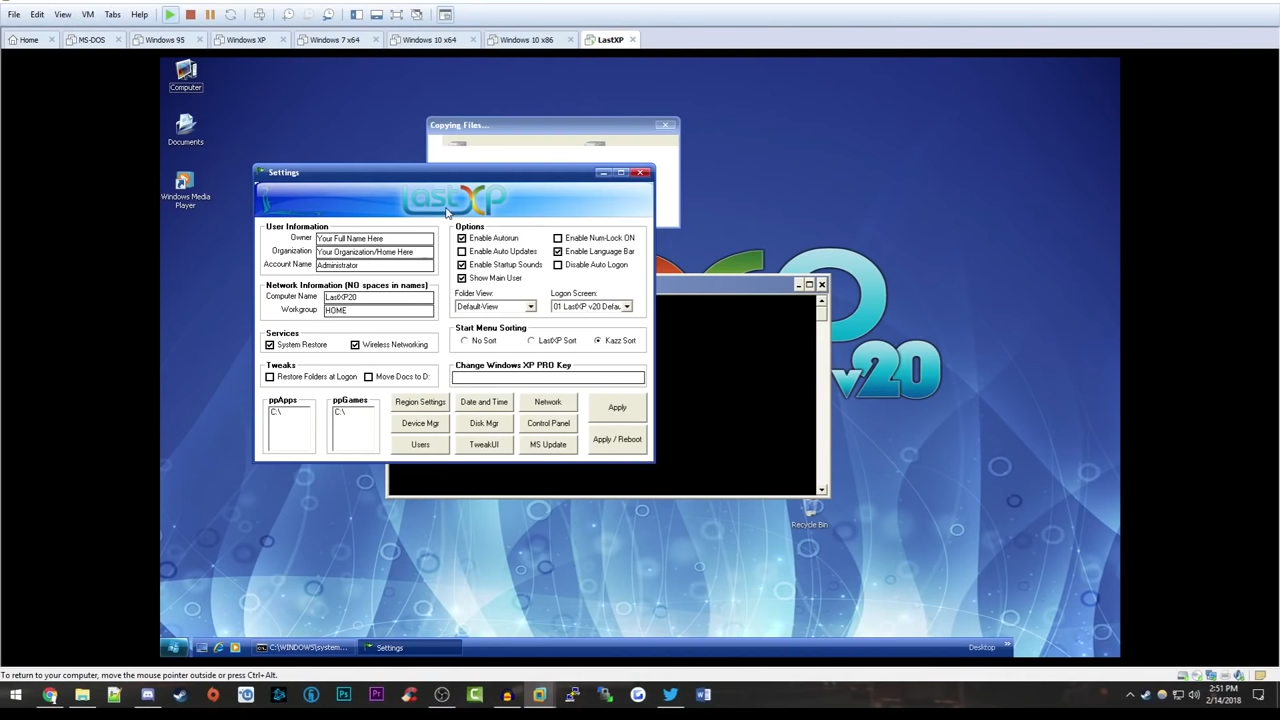 File Edit View VM Tabs Help
Home MS-DOS Windows 95 Windows XP Windows 7 x64 Windows 10 x64 Windows 10 x86 LastXP
Computer
Documents
Windows Media
Player
Copying Files...
Settings
LastXP
User Information
Owner Your Full Name Here
Organization Your Organization/Home Here
Account Name Administrator
Network Information (NO spaces in names)
Computer Name LastXP20
Workgroup HOME
Services
System Restore Wireless Networking
Tweaks
Restore Folders at Logon Move Docs to D:
ppApps ppGames
C:\ C:\
Options
Enable Autorun Enable Num-Lock ON
Enable Auto Updates Enable Language Bar
Enable Startup Sounds Disable Auto Logon
Show Main User
Folder View: Logon Screen:
Default-View 01 LastXP v20 Defau
Start Menu Sorting
No Sort LastXP Sort Kazz Sort
Change Windows XP PRO Key
Region Settings Date and Time Network Apply
Device Mgr Disk Mgr Control Panel
Users TweakUI MS Update Apply / Reboot
v20
Recycle Bin
C:\WINDOWS\system... Settings Desktop
To return to your computer, move the mouse pointer outside or press Ctrl+Alt.
2:51 PM
2/14/2018